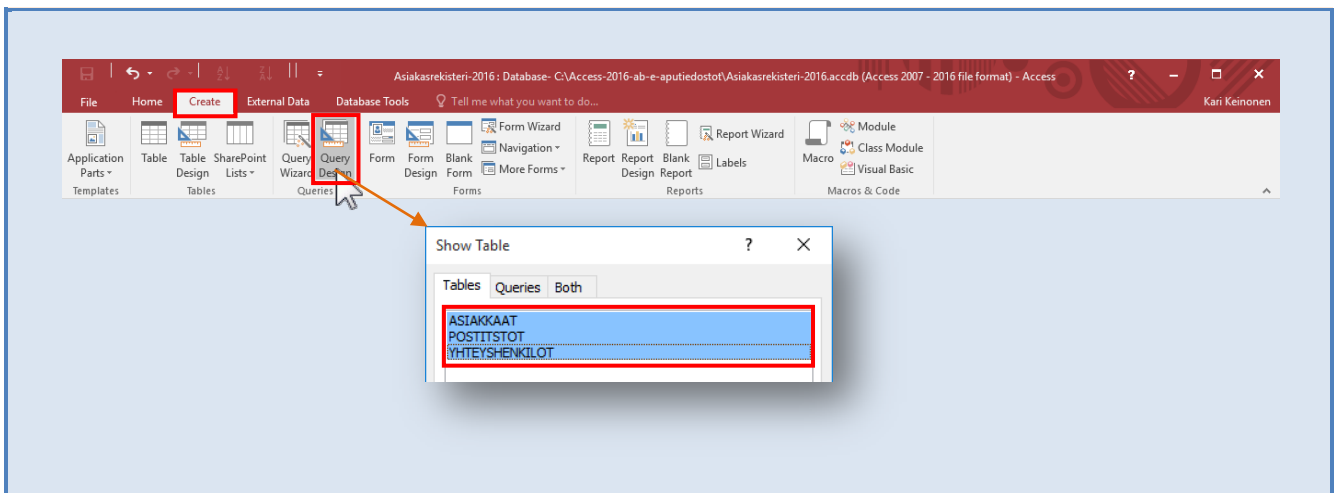 Asiakasrekisteri-2016 : Database- C:\Access-2016-ab-e-aputiedostot\Asiakasrekisteri-2016.accdb (Access 2007 - 2016 file format) - Access
File Home Create External Data Database Tools Tell me what you want to do... Kari Keinonen
Application Parts
Table
Table Design
SharePoint Lists
Query Wizard
Query Design
Form
Form Design
Blank Form
Form Wizard
Navigation
More Forms
Report
Report Design
Blank Report
Report Wizard
Labels
Macro
Module
Class Module
Visual Basic
Templates Tables Queries Forms Reports Macros & Code
Show Table ?
Tables Queries Both
ASIAKKAAT
POSTITSTOT
YHTEYSHENKILOT